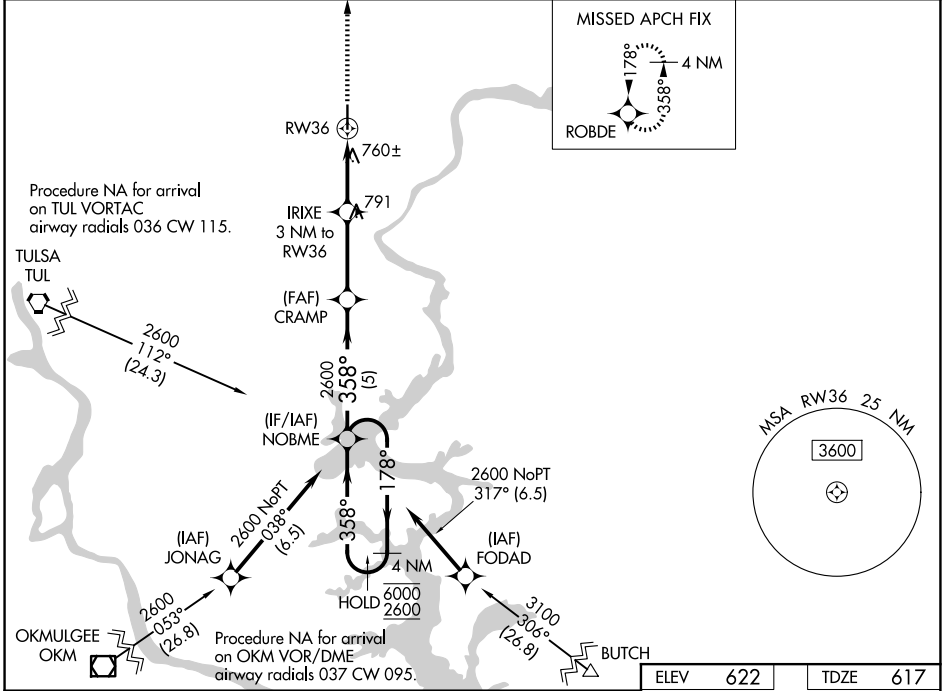 MISSED APCH FIX
178°
4 NM
358°
ROBDE
RW36
760±
Procedure NA for arrival
on TUL VORTAC
airway radials 036 CW 115.
IRIXE
3 NM to
RW36
791
TULSA
TUL
(FAF)
CRAMP
2600
112°
(24.3)
2600
358°
(5)
(IF/IAF)
NOBME
MSA RW36 25 NM
3600
178°
358°
2600 NoPT
317° (6.5)
2600 NoPT
038°
(6.5)
(IAF)
JONAG
(IAF)
FODAD
4 NM
HOLD
6000
2600
2600
053°
(26.8)
3100
306°
(26.8)
OKMULGEE
OKM
Procedure NA for arrival
on OKM VOR/DME
airway radials 037 CW 095.
BUTCH
ELEV 622
TDZE 617